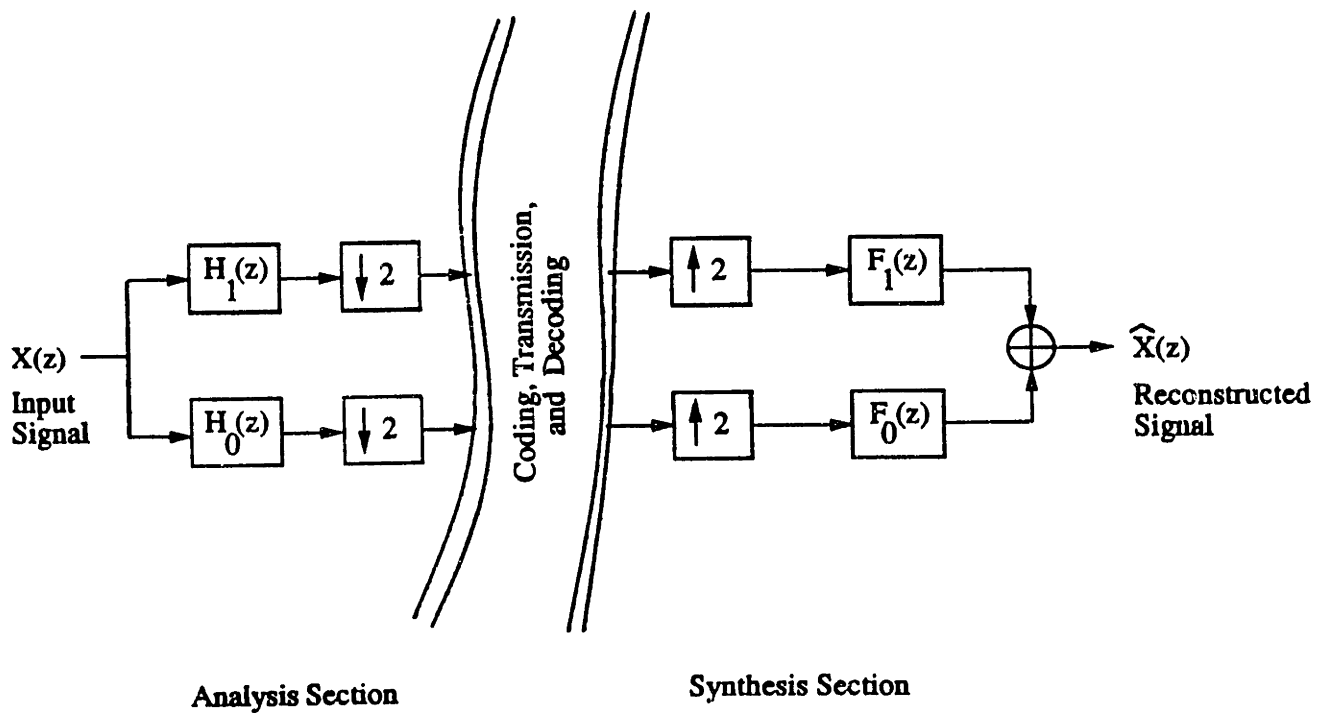 Coding, Transmission,
and Decoding
H1(z)
↓ 2
↑ 2
F1(z)
X(z)
Input
Signal
X̂(z)
Reconstructed
Signal
H0(z)
↓ 2
↑ 2
F0(z)
Analysis Section
Synthesis Section